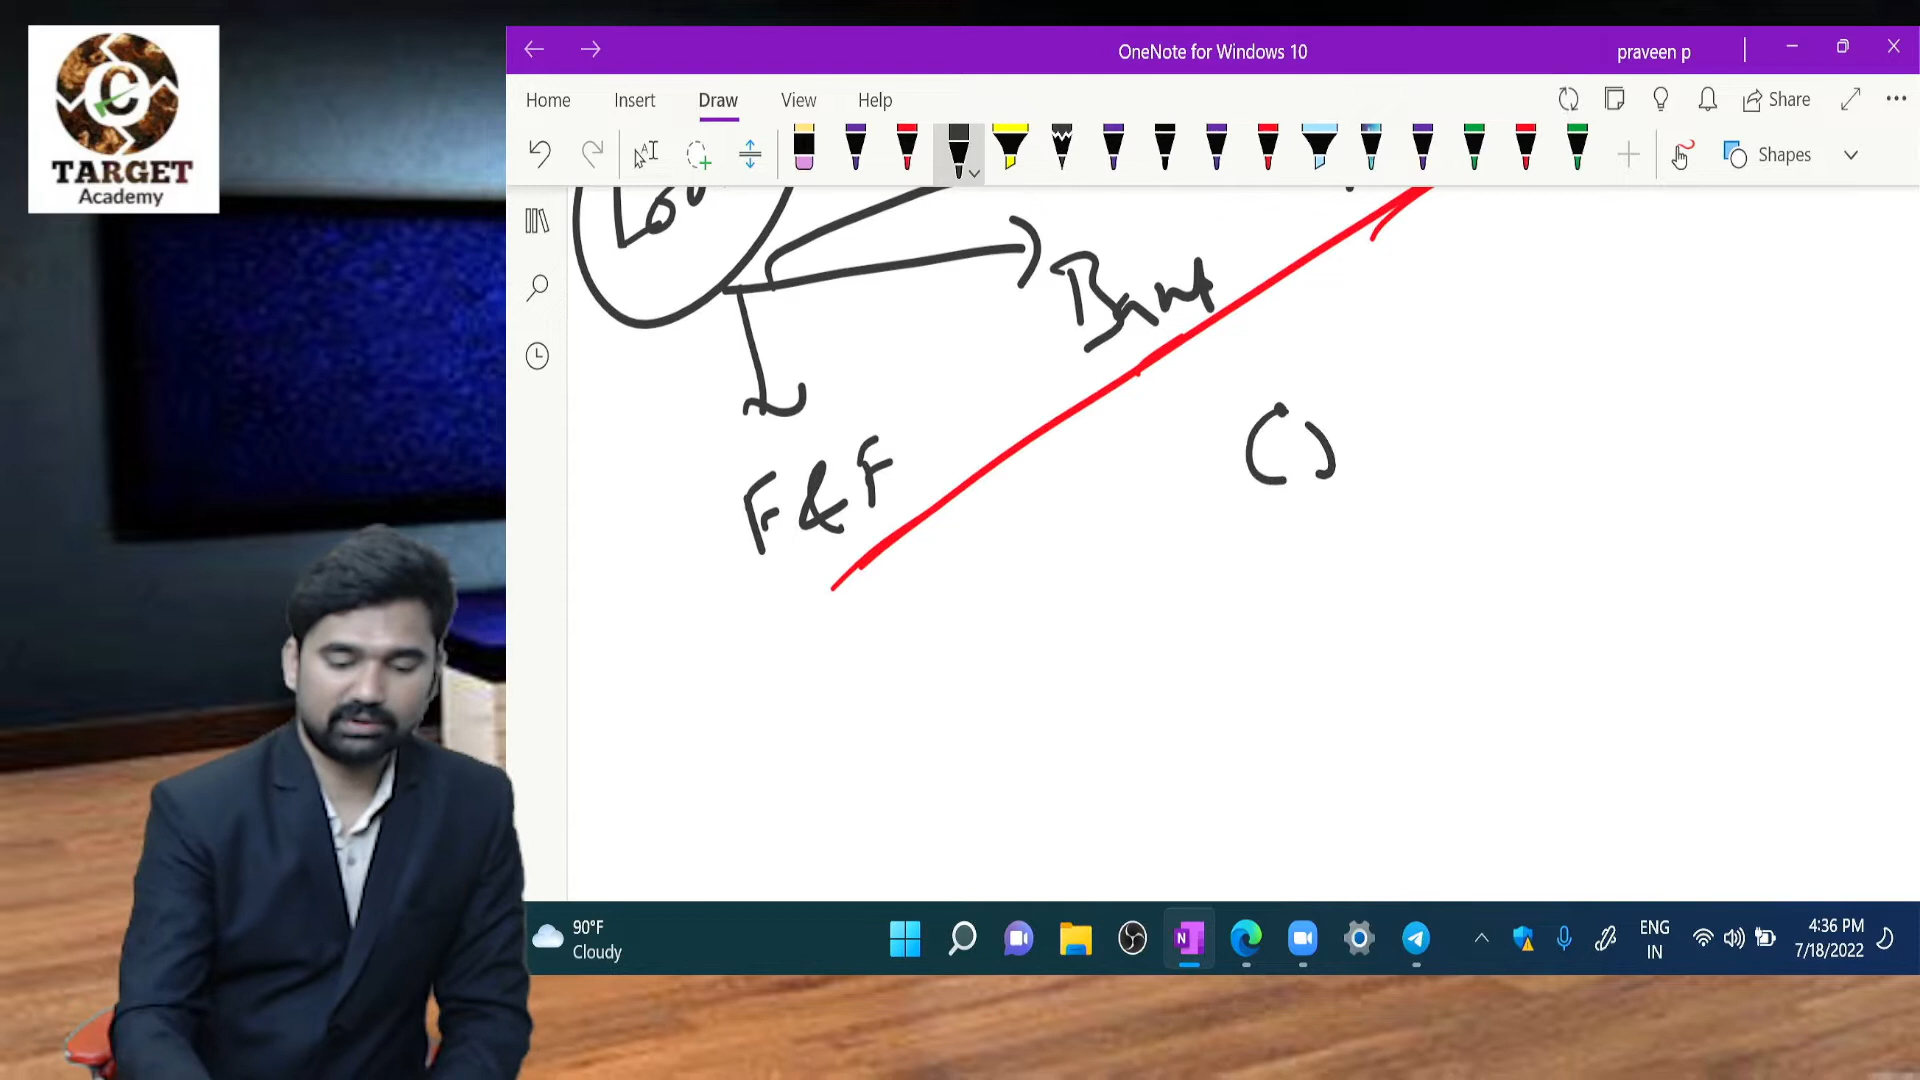 C
TARGET
Academy
OneNote for Windows 10
praveen p
Home Insert Draw View Help
Share
Shapes
Bank
F & F
90°F
Cloudy
ENG
IN
4:36 PM
7/18/2022